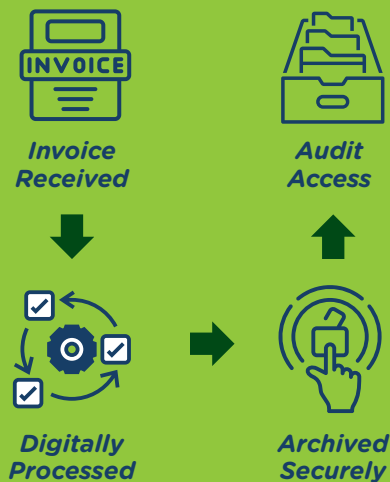 INVOICE
Invoice
Received
Digitally
Processed
Archived
Securely
Audit
Access